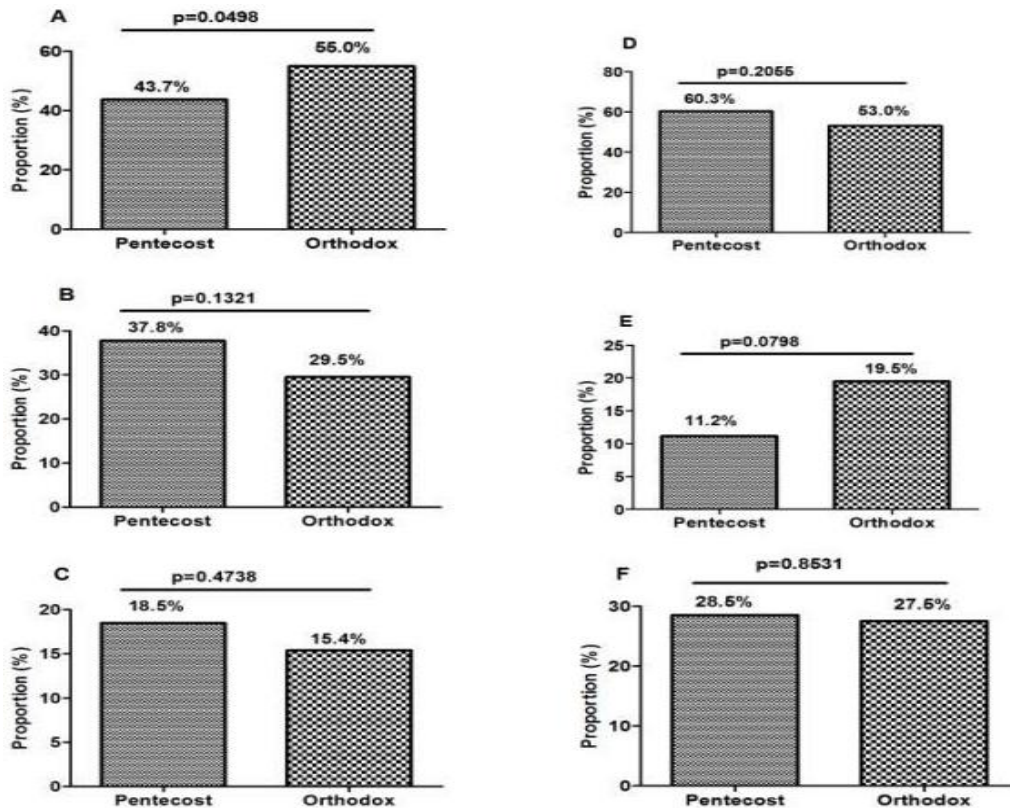 A
p=0.0498
Proportion (%)
60
40
20
0
43.7%
55.0%
Pentecost
Orthodox
B
p=0.1321
Proportion (%)
40
30
20
10
0
37.8%
29.5%
Pentecost
Orthodox
C
p=0.4738
Proportion (%)
20
15
10
5
0
18.5%
15.4%
Pentecost
Orthodox
D
p=0.2055
Proportion (%)
80
60
40
20
0
60.3%
53.0%
Pentecost
Orthodox
E
p=0.0798
Proportion (%)
25
20
15
10
5
0
11.2%
19.5%
Pentecost
Orthodox
F
p=0.8531
Proportion (%)
30
20
10
0
28.5%
27.5%
Pentecost
Orthodox